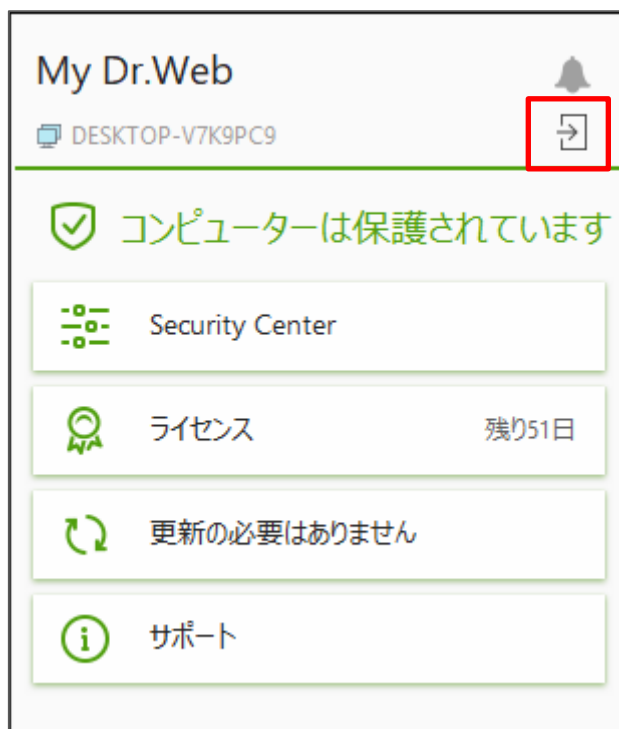 My Dr.Web
DESKTOP-V7K9PC9
コンピューターは保護されています
Security Center
ライセンス 残り51日
更新の必要はありません
サポート